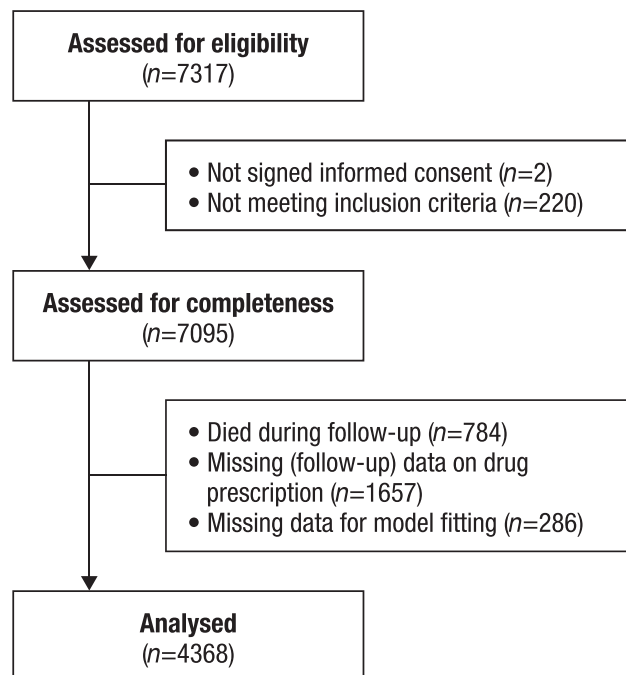 Assessed for eligibility
(n=7317)
• Not signed informed consent (n=2)
• Not meeting inclusion criteria (n=220)
Assessed for completeness
(n=7095)
• Died during follow-up (n=784)
• Missing (follow-up) data on drug
prescription (n=1657)
• Missing data for model fitting (n=286)
Analysed
(n=4368)